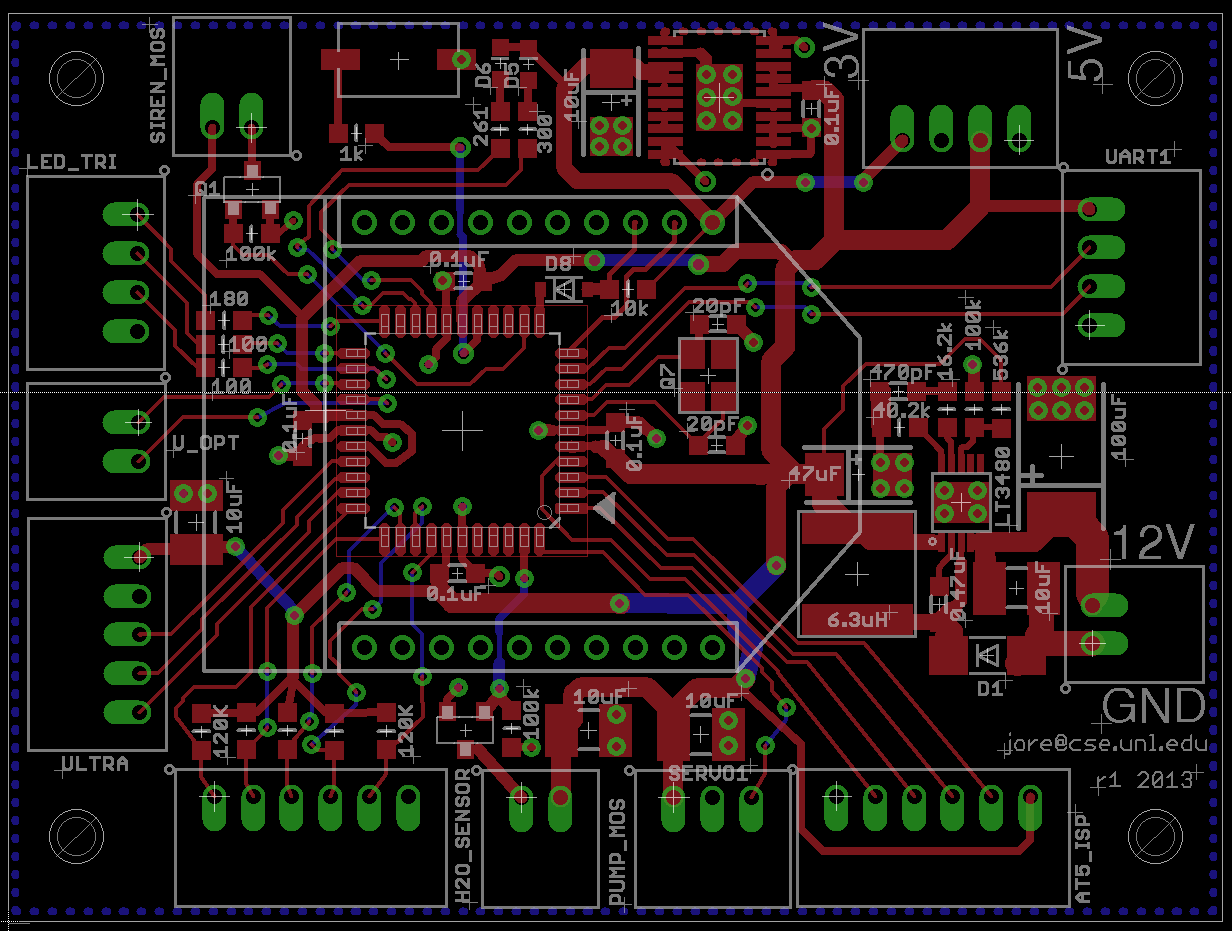 SIREN_MOS
3V
5V
D6
D5
10uF
0.1uF
261
300
1k
LED_TRI
UART1
Q1
100k
0.1uF
D8
10k
180
20pF
100
100
Q7
20pF
470pF
16.2k
100k
536k
40.2k
0.1uF
0.1uF
100uF
U_OPT
47uF
10uF
LT3480
12V
0.1uF
0.47uF
10uF
6.3uH
D1
GND
10uF
10uF
120K
120K
100k
jore@cse.unl.edu
ULTRA
SERVO1
r1 2013
H2O_SENSOR
PUMP_MOS
AT5_ISP